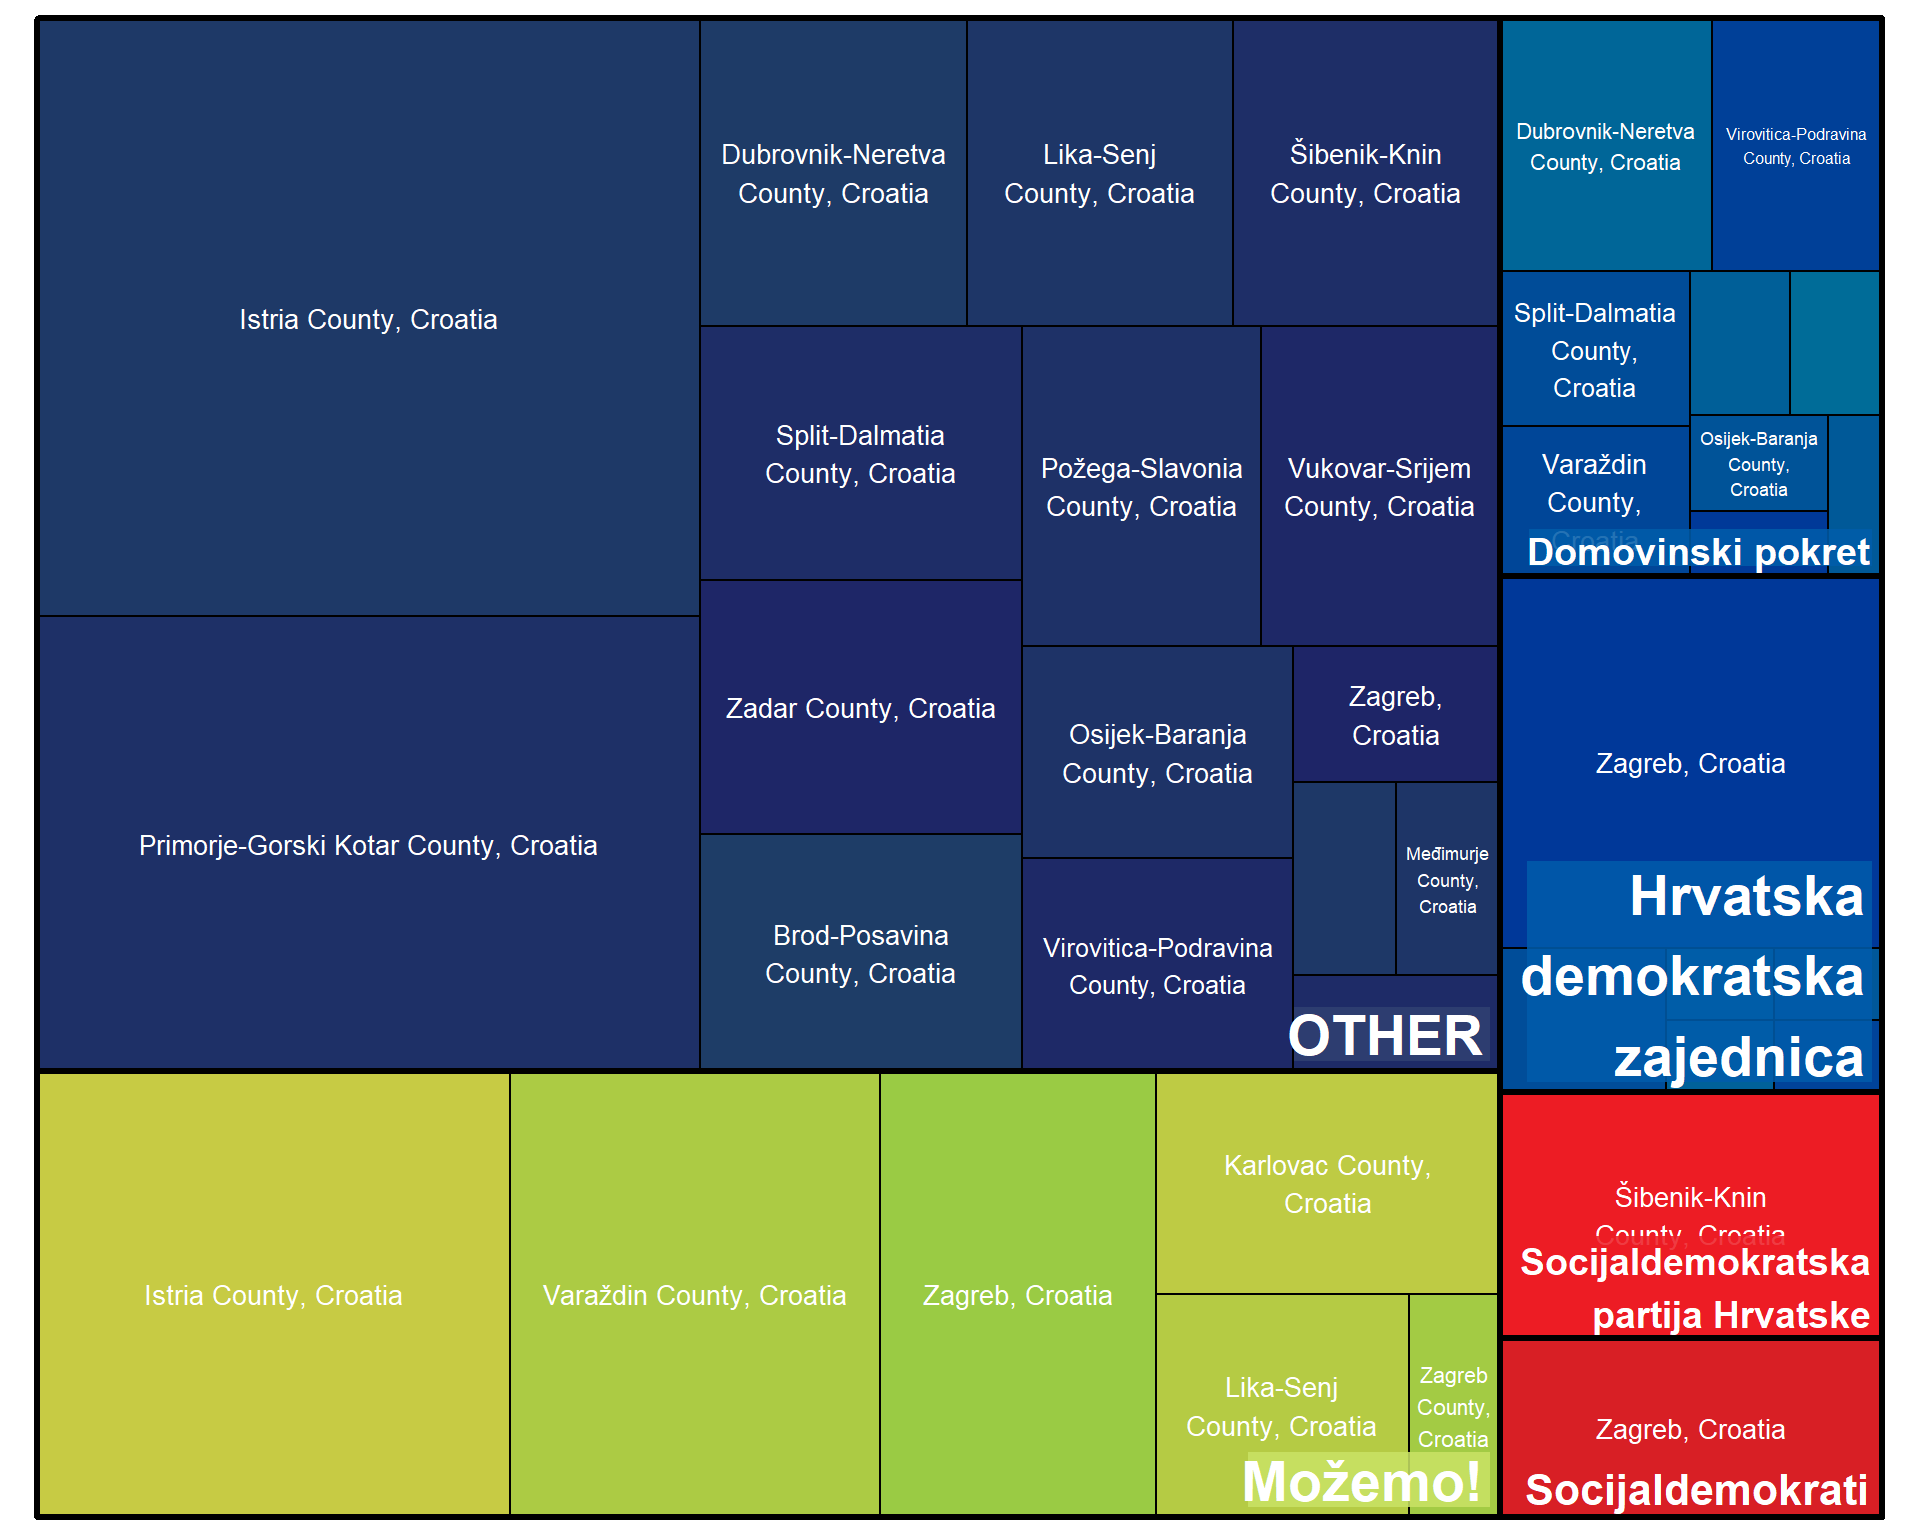 Istria County, Croatia
Primorje-Gorski Kotar County, Croatia
Dubrovnik-Neretva
County, Croatia
Lika-Senj
County, Croatia
Šibenik-Knin
County, Croatia
Split-Dalmatia
County, Croatia
Požega-Slavonia
County, Croatia
Vukovar-Srijem
County, Croatia
Zadar County, Croatia
Osijek-Baranja
County, Croatia
Zagreb,
Croatia
Brod-Posavina
County, Croatia
Virovitica-Podravina
County, Croatia
Međimurje
County,
Croatia
OTHER
Istria County, Croatia
Varaždin County, Croatia
Zagreb, Croatia
Karlovac County,
Croatia
Lika-Senj
County, Croatia
Zagreb
County,
Croatia
Možemo!
Dubrovnik-Neretva
County, Croatia
Virovitica-Podravina
County, Croatia
Split-Dalmatia
County,
Croatia
Varaždin
County,
Croatia
Osijek-Baranja
County,
Croatia
Domovinski pokret
Zagreb, Croatia
Hrvatska
demokratska
zajednica
Šibenik-Knin
County, Croatia
Socijaldemokratska
partija Hrvatske
Zagreb, Croatia
Socijaldemokrati